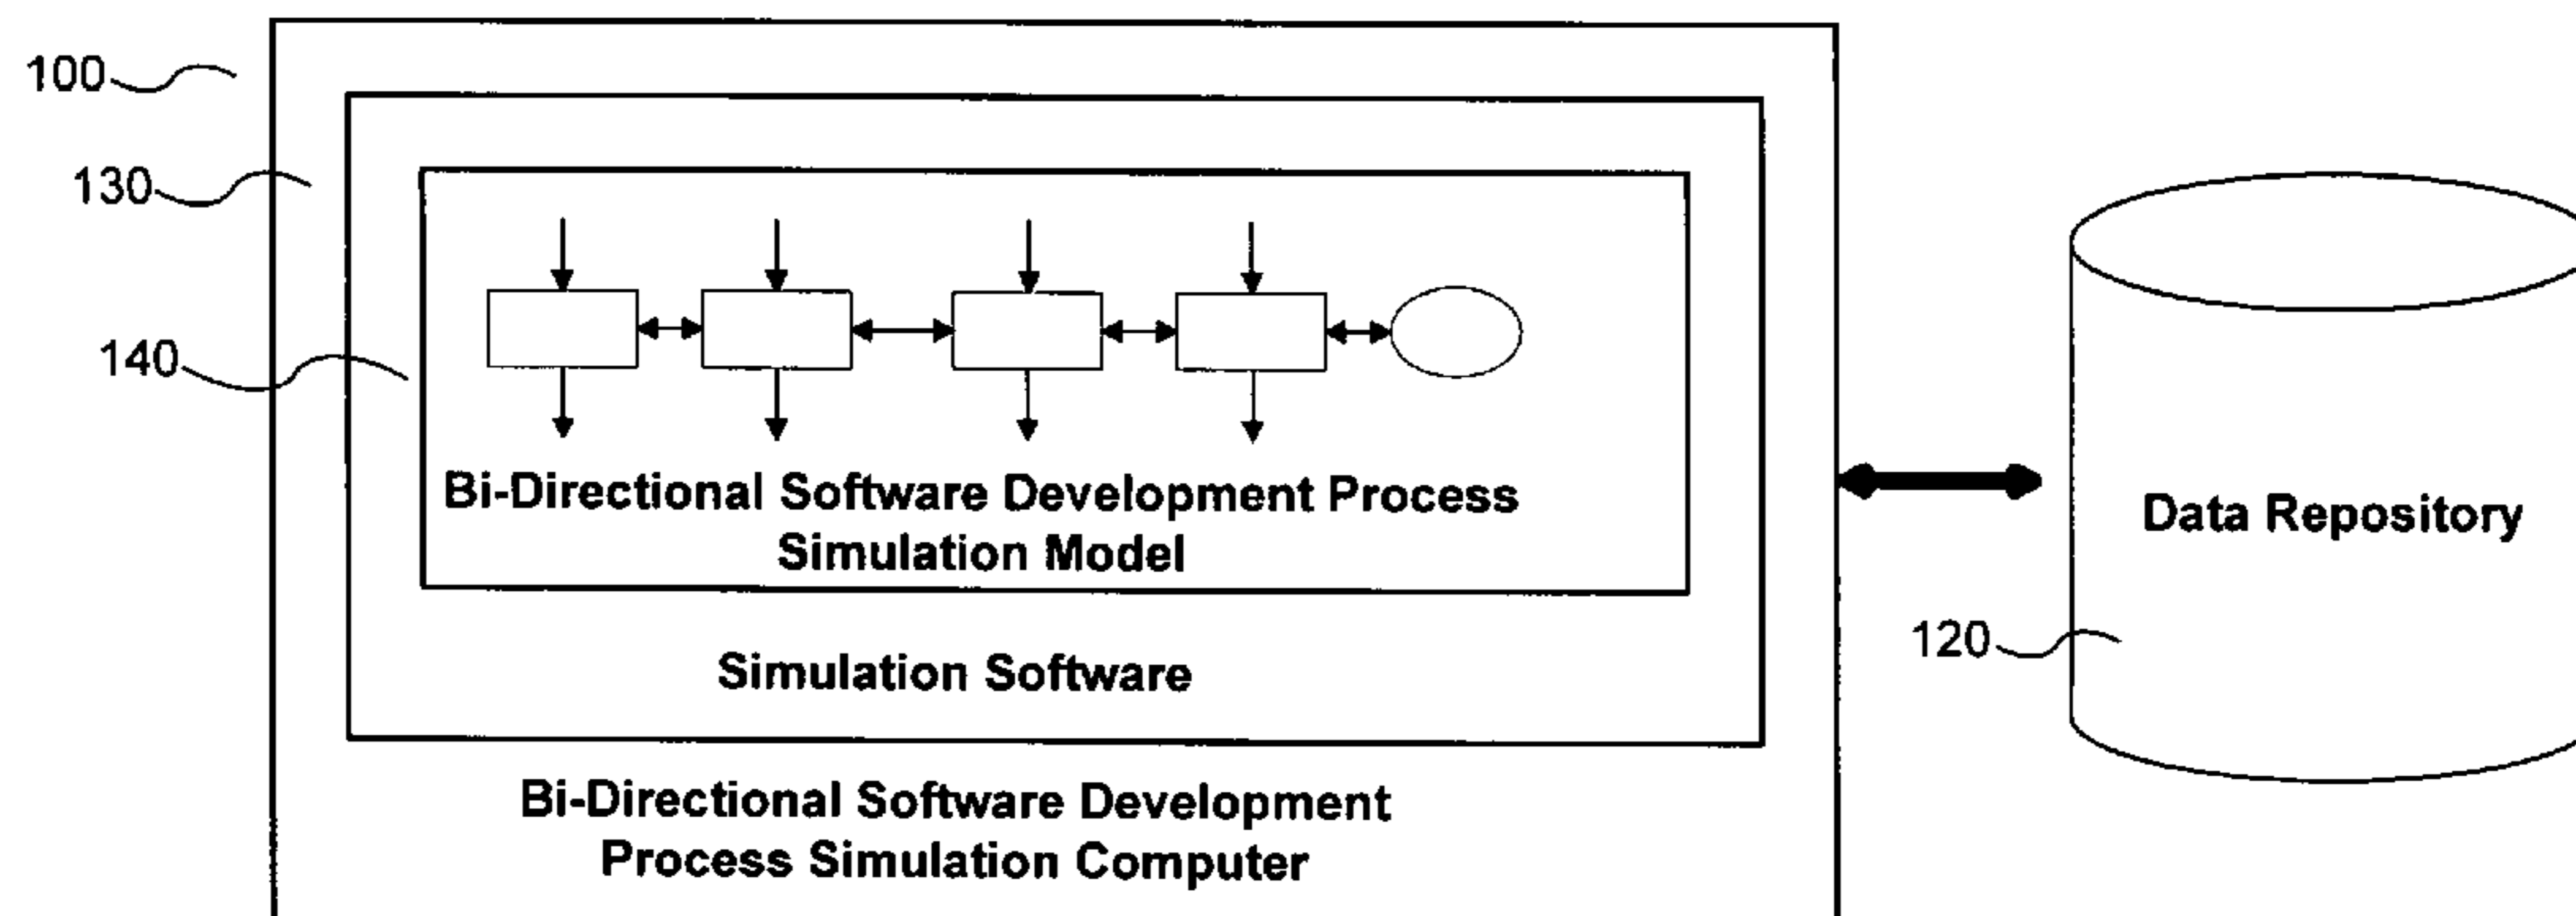 100
130
140
Bi-Directional Software Development Process
Simulation Model
Data Repository
120
Simulation Software
Bi-Directional Software Development
Process Simulation Computer